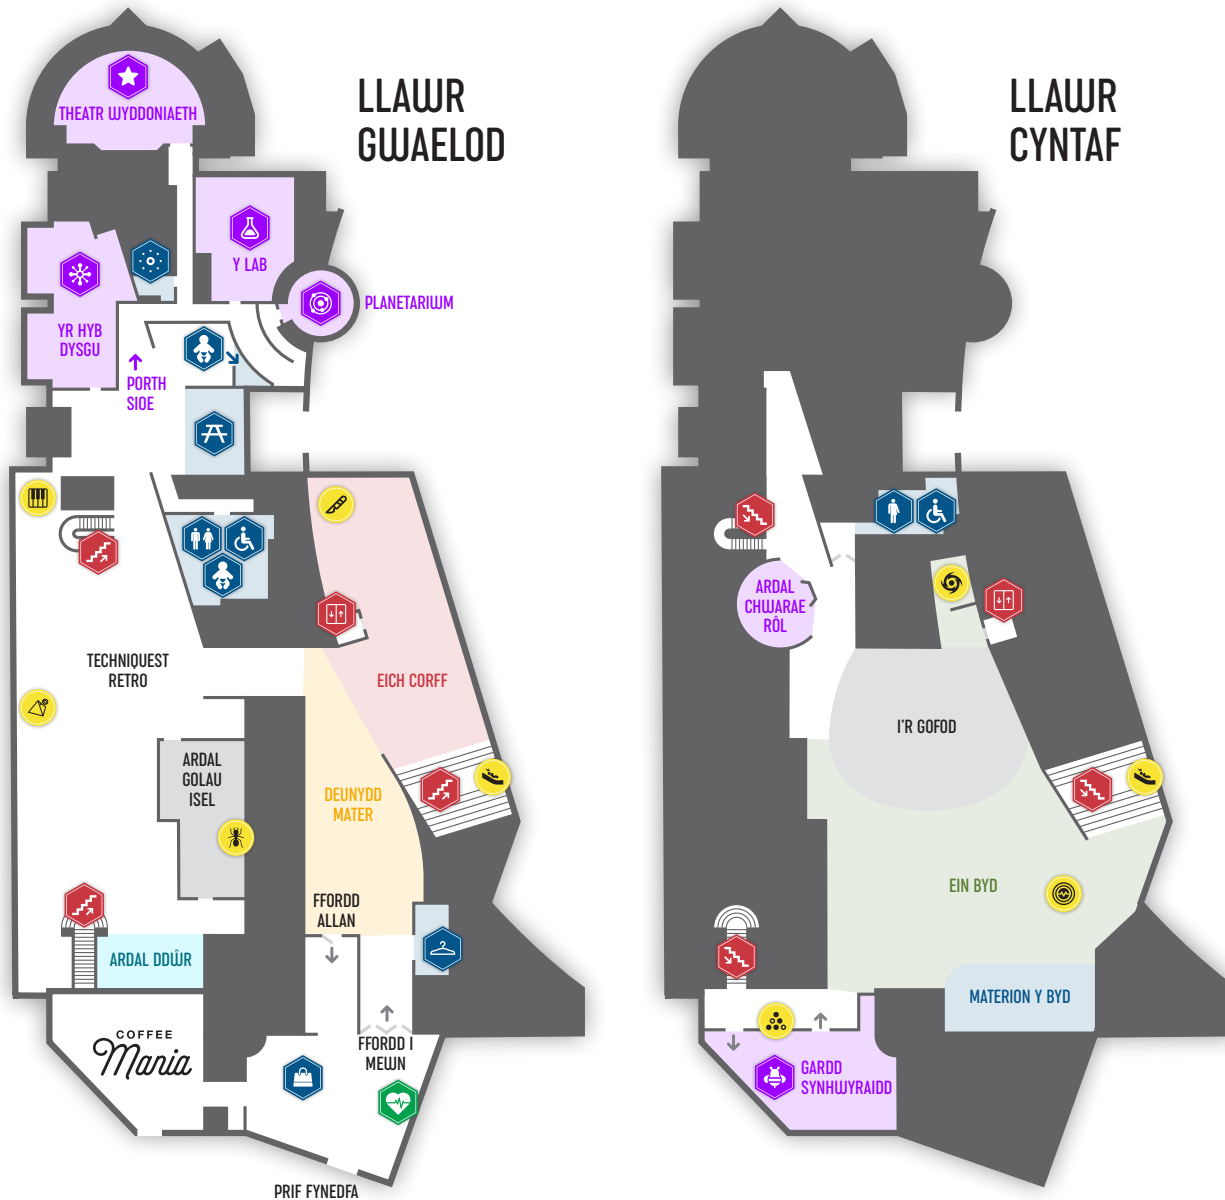 LLAWR
GWAELOD
THEATR WYDDONIAETH
Y LAB
PLANETARIWM
YR HYB
DYSGU
PORTH
SIOE
TECHNIQUEST
RETRO
EICH CORFF
ARDAL
GOLAU
ISEL
DEUNYDD
MATER
FFORDD
ALLAN
ARDAL DDŴR
COFFEE
Mania
FFORDD I
MEWN
PRIF FYNEDFA
LLAWR
CYNTAF
ARDAL
CHWARAE
RÔL
I'R GOFOD
EIN BYD
MATERION Y BYD
GARDD
SYNHWYRAIDD